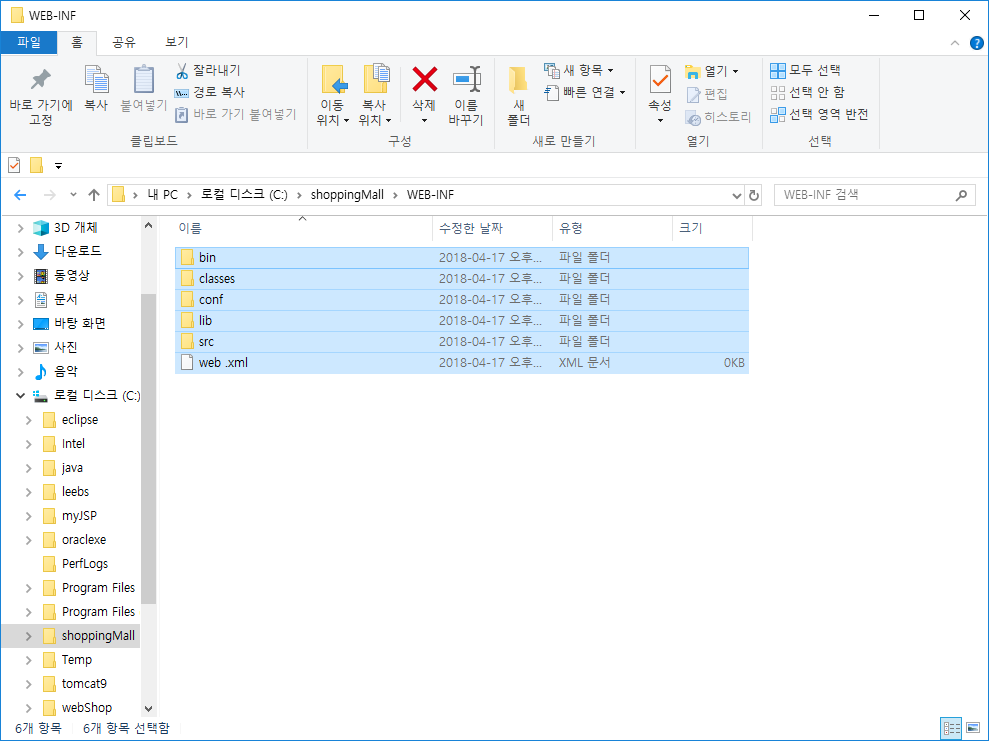 WEB-INF
파일 홈 공유 보기
바로 가기에 고정
복사
붙여넣기
잘라내기
경로 복사
바로 가기 붙여넣기
클립보드
이동 위치
복사 위치
삭제
이름 바꾸기
구성
새 폴더
새 항목
빠른 연결
새로 만들기
속성
열기
편집
히스토리
열기
모두 선택
선택 안 함
선택 영역 반전
선택
내 PC 로컬 디스크 (C:) shoppingMall WEB-INF
WEB-INF 검색
3D 개체
다운로드
동영상
문서
바탕 화면
사진
음악
로컬 디스크 (C:)
eclipse
Intel
java
leebs
myJSP
oraclexe
PerfLogs
Program Files
Program Files
shoppingMall
Temp
tomcat9
webShop
이름 수정한 날짜 유형 크기
bin 2018-04-17 오후... 파일 폴더
classes 2018-04-17 오후... 파일 폴더
conf 2018-04-17 오후... 파일 폴더
lib 2018-04-17 오후... 파일 폴더
src 2018-04-17 오후... 파일 폴더
web .xml 2018-04-17 오후... XML 문서 0KB
6개 항목 6개 항목 선택함